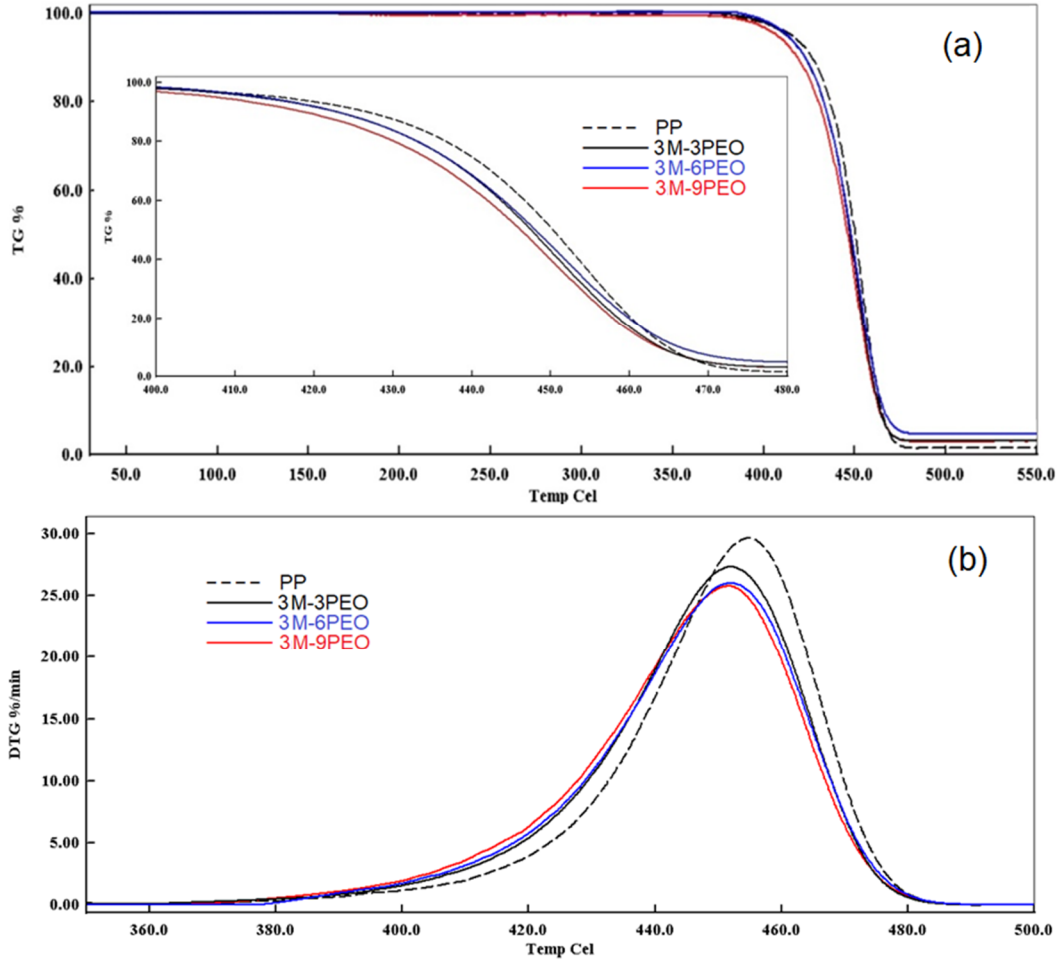 (a)
TG %
100.0
80.0
60.0
40.0
20.0
0.0
50.0 100.0 150.0 200.0 250.0 300.0 350.0 400.0 450.0 500.0 550.0
Temp Cel
TG %
100.0
80.0
60.0
40.0
20.0
0.0
400.0 410.0 420.0 430.0 440.0 450.0 460.0 470.0 480.0
PP
3M-3PEO
3M-6PEO
3M-9PEO
(b)
DTG %/min
30.00
25.00
20.00
15.00
10.00
5.00
0.00
360.0 380.0 400.0 420.0 440.0 460.0 480.0 500.0
Temp Cel
PP
3M-3PEO
3M-6PEO
3M-9PEO